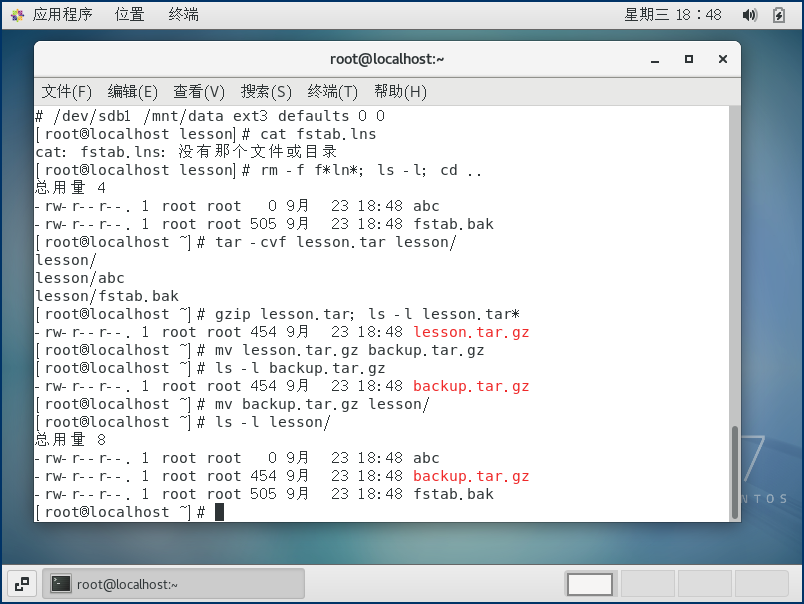 应用程序 位置 终端 星期三 18：48
root@localhost:~
文件(F) 编辑(E) 查看(V) 搜索(S) 终端(T) 帮助(H)
# /dev/sdb1 /mnt/data ext3 defaults 0 0
[root@localhost lesson]# cat fstab.lns
cat: fstab.lns: 没有那个文件或目录
[root@localhost lesson]# rm -f f*ln*; ls -l; cd ..
总用量 4
-rw-r--r--. 1 root root   0 9月  23 18:48 abc
-rw-r--r--. 1 root root 505 9月  23 18:48 fstab.bak
[root@localhost ~]# tar -cvf lesson.tar lesson/
lesson/
lesson/abc
lesson/fstab.bak
[root@localhost ~]# gzip lesson.tar; ls -l lesson.tar*
-rw-r--r--. 1 root root 454 9月  23 18:48 lesson.tar.gz
[root@localhost ~]# mv lesson.tar.gz backup.tar.gz
[root@localhost ~]# ls -l backup.tar.gz
-rw-r--r--. 1 root root 454 9月  23 18:48 backup.tar.gz
[root@localhost ~]# mv backup.tar.gz lesson/
[root@localhost ~]# ls -l lesson/
总用量 8
-rw-r--r--. 1 root root   0 9月  23 18:48 abc
-rw-r--r--. 1 root root 454 9月  23 18:48 backup.tar.gz
-rw-r--r--. 1 root root 505 9月  23 18:48 fstab.bak
[root@localhost ~]#
7
NTOS
root@localhost:~